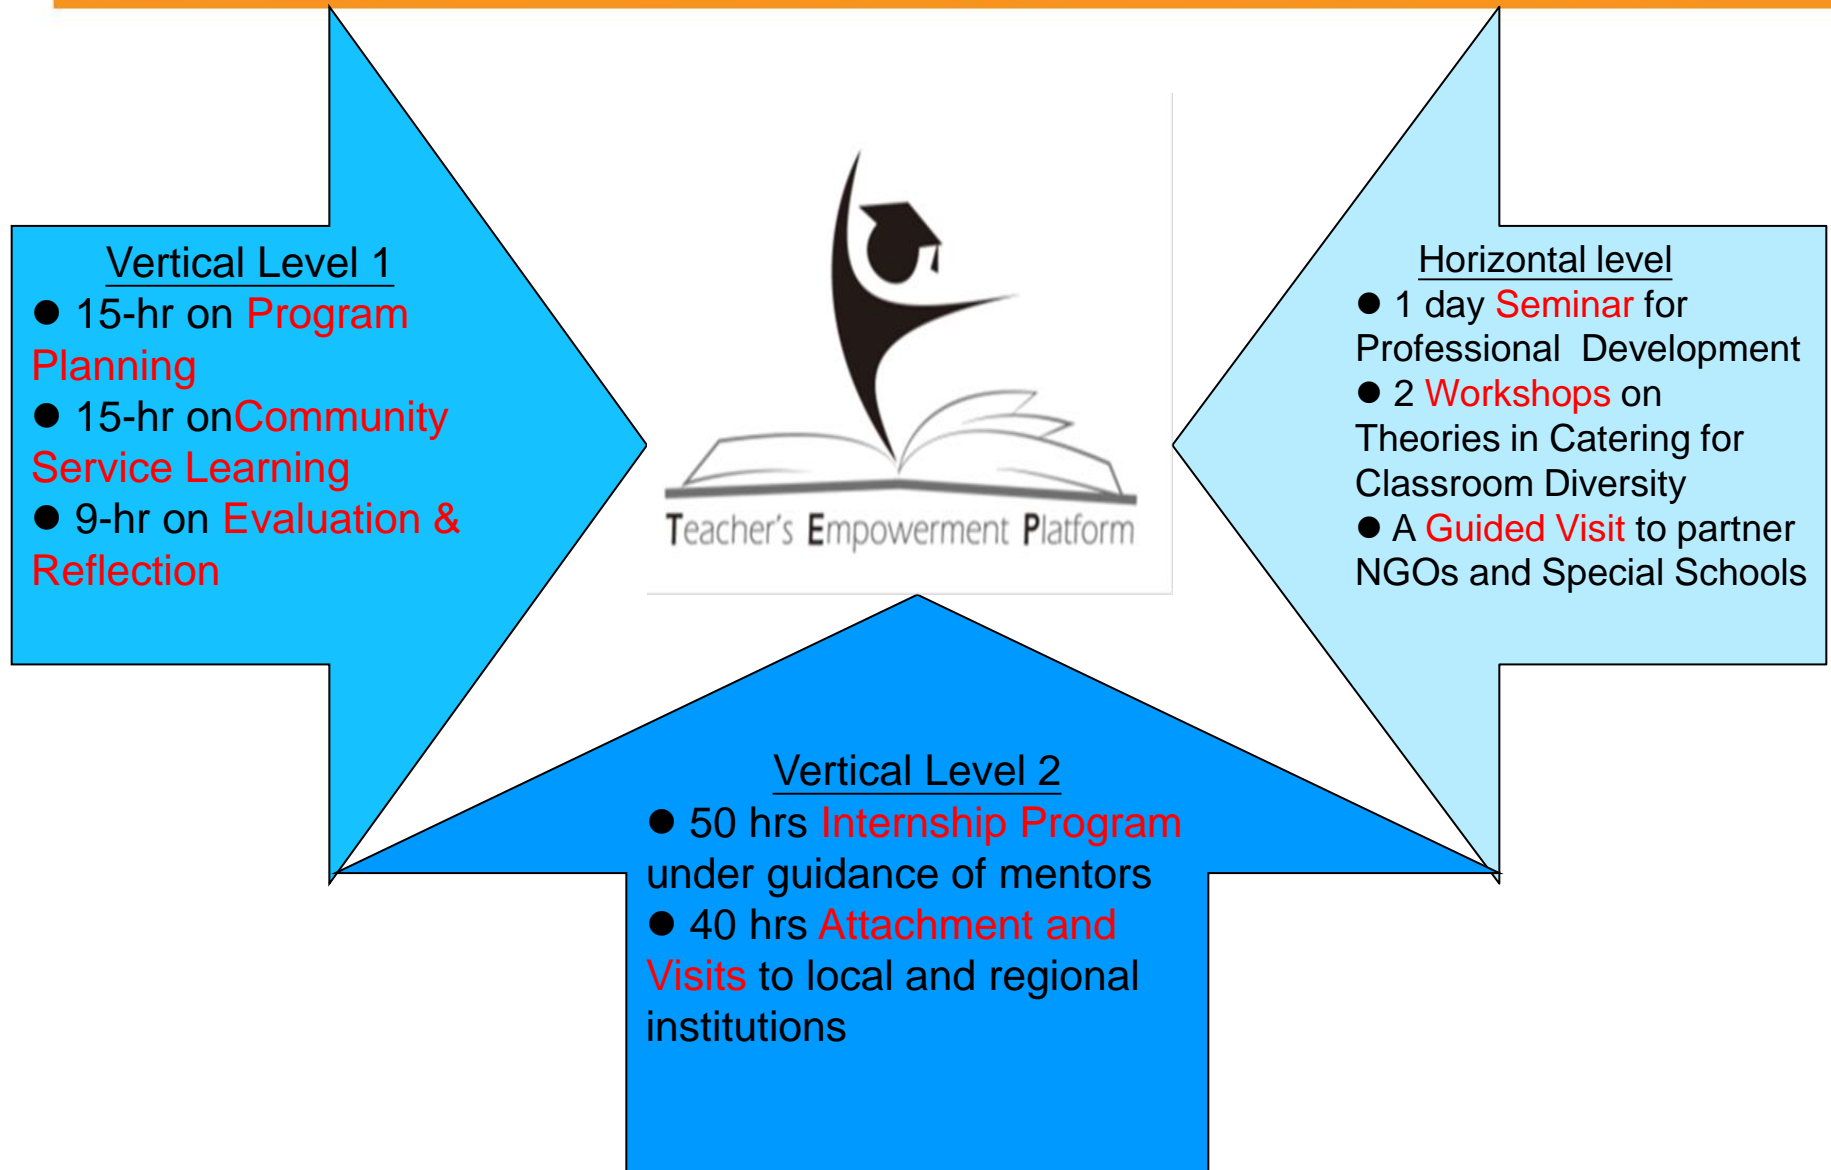 Vertical Level 1
● 15-hr on Program
Planning
● 15-hr onCommunity
Service Learning
● 9-hr on Evaluation &
Reflection
Teacher's Empowerment Platform
Horizontal level
● 1 day Seminar for
Professional Development
● 2 Workshops on
Theories in Catering for
Classroom Diversity
● A Guided Visit to partner
NGOs and Special Schools
Vertical Level 2
● 50 hrs Internship Program
under guidance of mentors
● 40 hrs Attachment and
Visits to local and regional
institutions